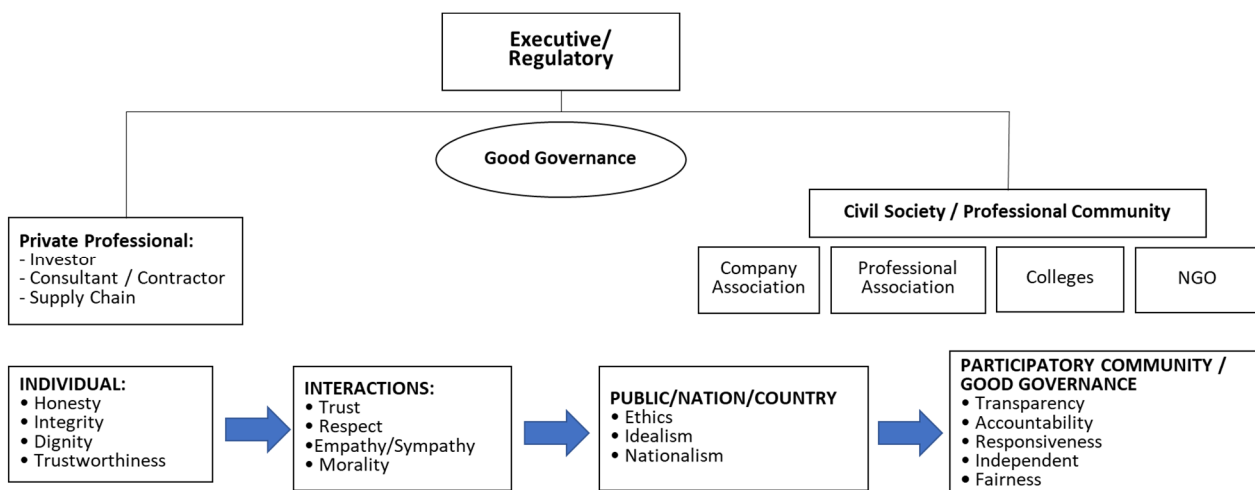 Executive/
Regulatory
Good Governance
Private Professional:
- Investor
- Consultant / Contractor
- Supply Chain
Civil Society / Professional Community
Company
Association
Professional
Association
Colleges
NGO
INDIVIDUAL:
• Honesty
• Integrity
• Dignity
• Trustworthiness
INTERACTIONS:
• Trust
• Respect
•Empathy/Sympathy
• Morality
PUBLIC/NATION/COUNTRY
• Ethics
• Idealism
• Nationalism
PARTICIPATORY COMMUNITY /
GOOD GOVERNANCE
• Transparency
• Accountability
• Responsiveness
• Independent
• Fairness